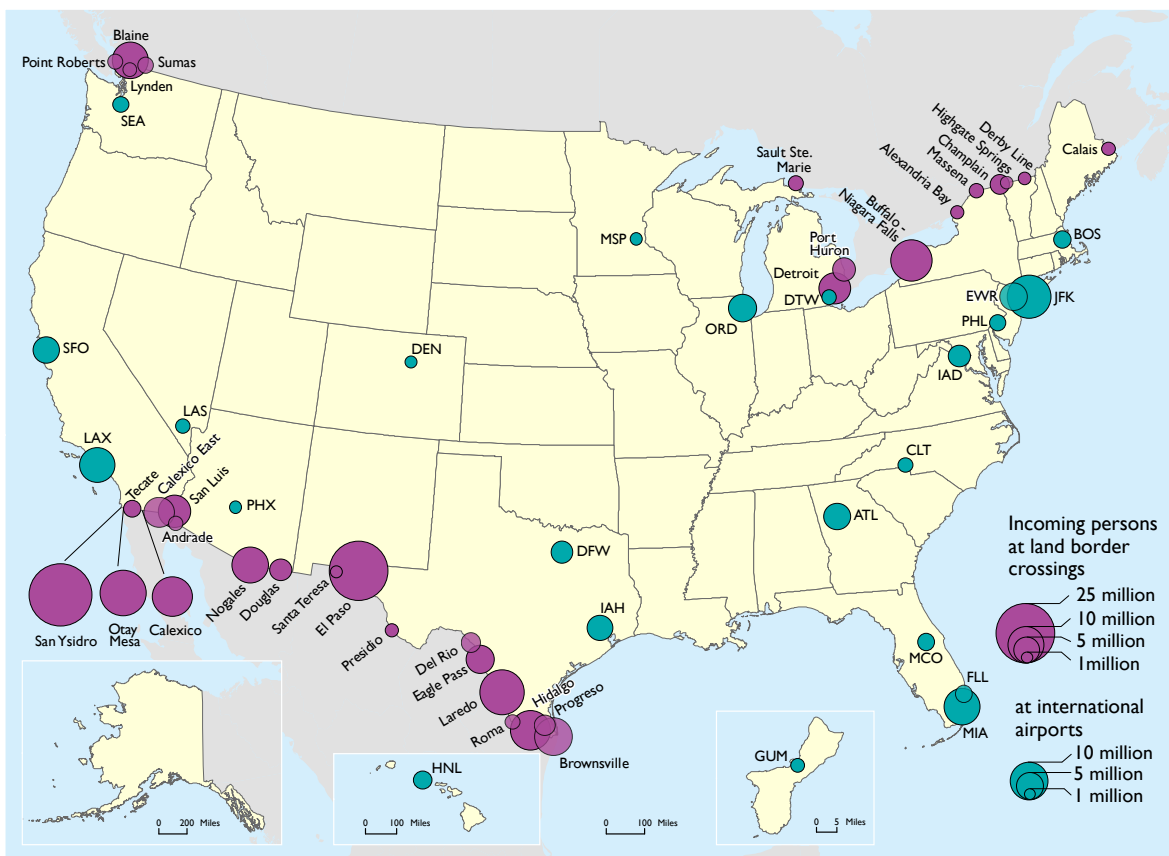 Blaine
Point Roberts
Sumas
Lynden
SEA
Sault Ste.
Marie
MSP
Port
Huron
Detroit
DTW
ORD
Buffalo -
Niagara Falls
Alexandria Bay
Massena
Champlain
Highgate Springs
Derby Line
Calais
BOS
EWR
JFK
PHL
IAD
SFO
DEN
LAS
LAX
Tecate
Calexico East
San Luis
Andrade
PHX
CLT
ATL
DFW
IAH
San Ysidro
Otay
Mesa
Calexico
Nogales
Douglas
Santa Teresa
El Paso
Presidio
Del Rio
Eagle Pass
Laredo
Roma
Hidalgo
Progreso
Brownsville
MCO
FLL
MIA
Incoming persons
at land border
crossings
25 million
10 million
5 million
1million
at international
airports
10 million
5 million
1 million
0 200 Miles
HNL
0 100 Miles
0 100 Miles
GUM
0 5 Miles